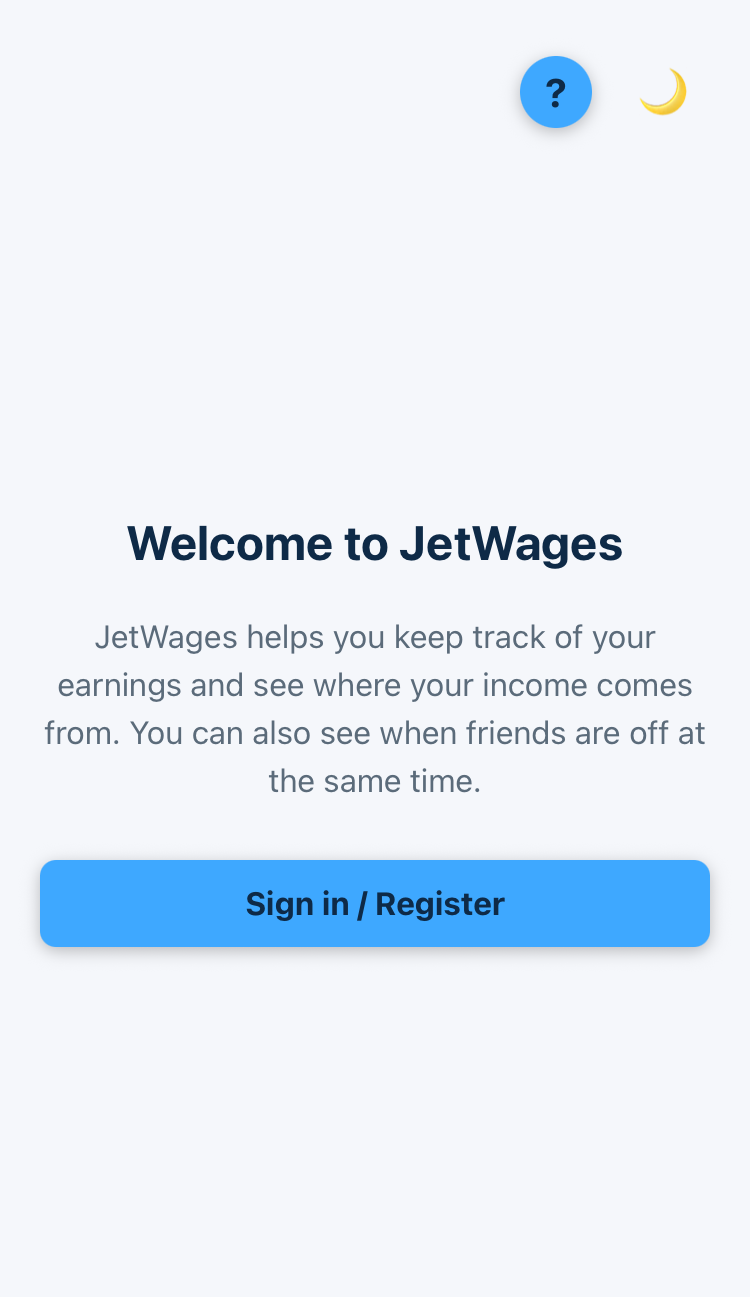 ?
Welcome to JetWages
JetWages helps you keep track of your
earnings and see where your income comes
from. You can also see when friends are off at
the same time.
Sign in / Register